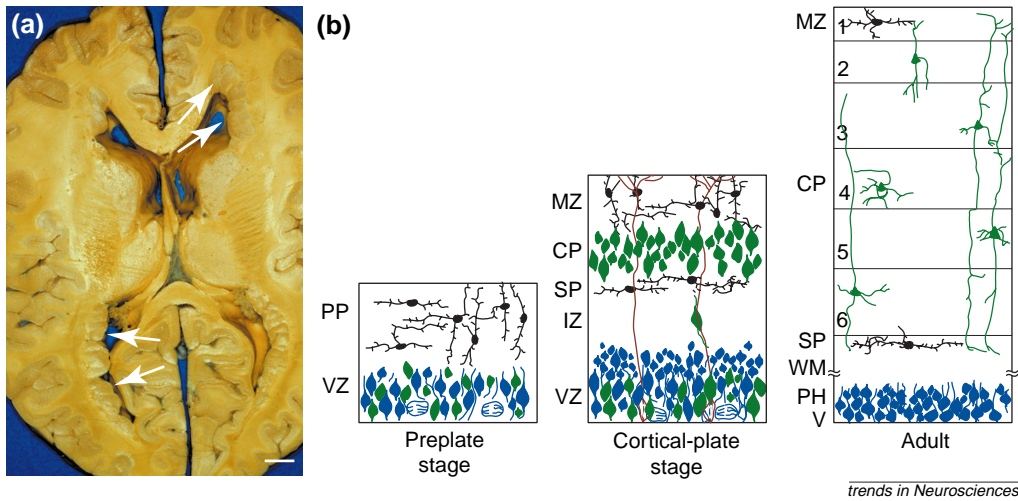 (a)
(b)
PP
VZ
Preplate
stage
MZ
CP
SP
IZ
VZ
Cortical-plate
stage
MZ
1
2
3
CP
4
5
6
SP
WM
PH
V
Adult
trends in Neurosciences